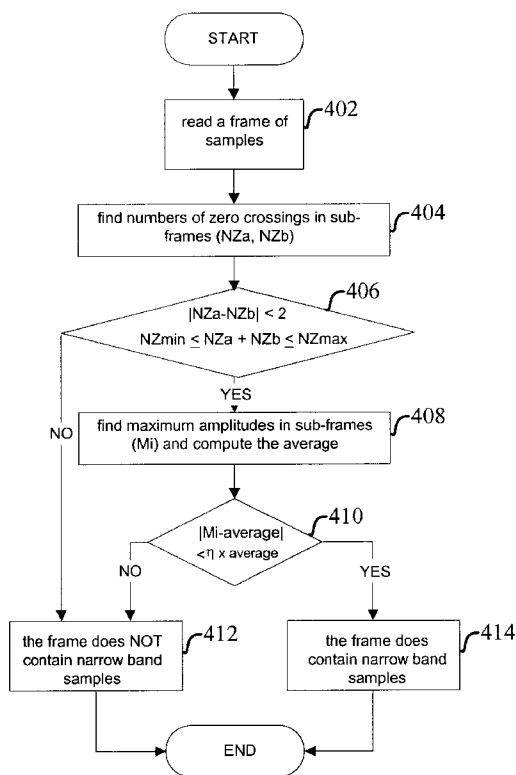 START
402
read a frame of
samples
404
find numbers of zero crossings in sub-
frames (NZa, NZb)
406
|NZa-NZb| < 2
NZmin ≤ NZa + NZb ≤ NZmax
YES
NO
408
find maximum amplitudes in sub-frames
(Mi) and compute the average
410
|Mi-average|
< η x average
NO
YES
412
the frame does NOT
contain narrow band
samples
414
the frame does
contain narrow band
samples
END